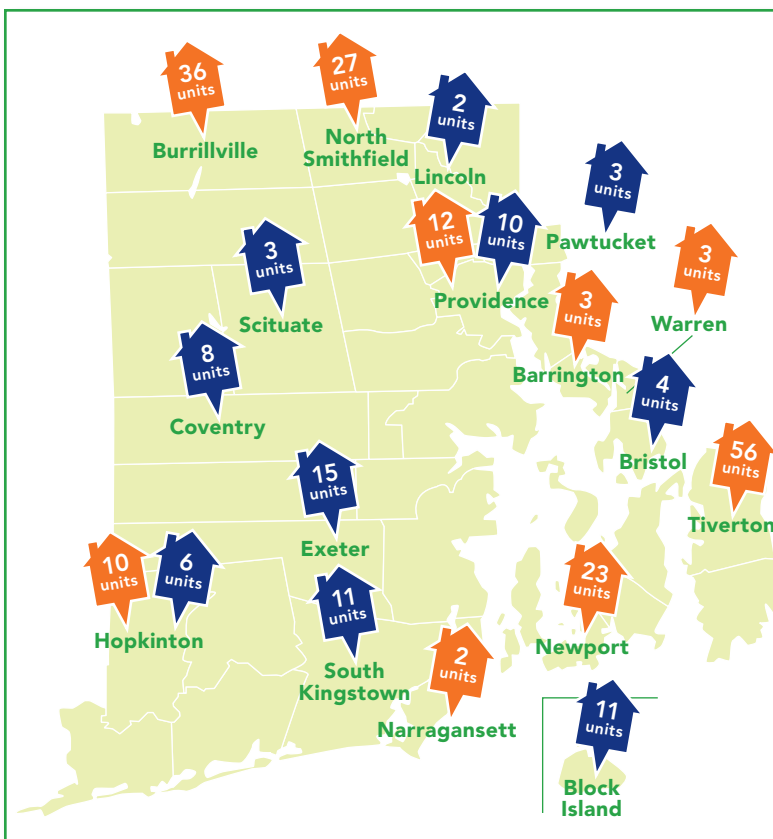 36
units
Burrillville
27
units
North
Smithfield
2
units
Lincoln
3
units
Pawtucket
12
units
10
units
Providence
3
units
Scituate
3
units
Warren
3
units
Barrington
8
units
Coventry
4
units
Bristol
56
units
Tiverton
15
units
Exeter
10
units
6
units
Hopkinton
23
units
Newport
11
units
South
Kingstown
2
units
Narragansett
11
units
Block
Island